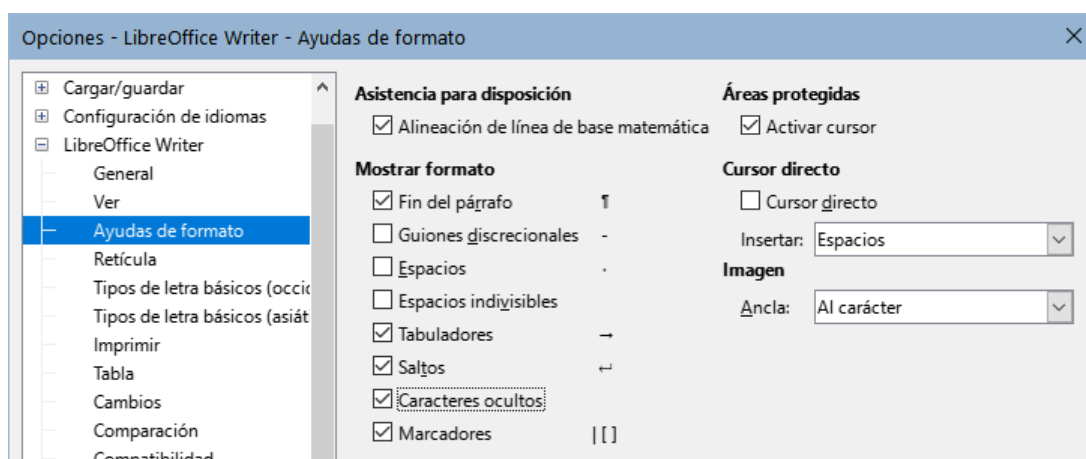 Opciones - LibreOffice Writer - Ayudas de formato
Cargar/guardar
Configuración de idiomas
LibreOffice Writer
General
Ver
Ayudas de formato
Retícula
Tipos de letra básicos (occid
Tipos de letra básicos (asiát
Imprimir
Tabla
Cambios
Comparación
Compatibilidad
Asistencia para disposición
Alineación de línea de base matemática
Mostrar formato
Fin del párrafo ¶
Guiones discrecionales -
Espacios ·
Espacios indivisibles
Tabuladores →
Saltos ↵
Caracteres ocultos
Marcadores |[]
Áreas protegidas
Activar cursor
Cursor directo
Cursor directo
Insertar: Espacios
Imagen
Ancla: Al carácter